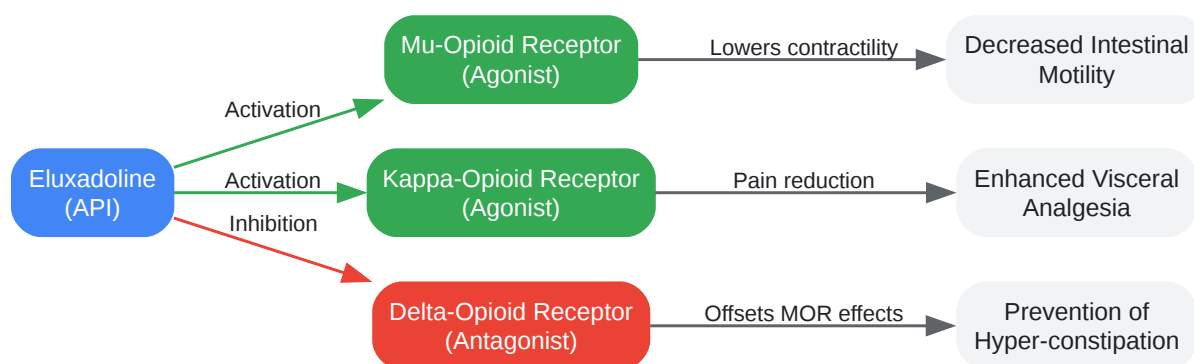 Mu-Opioid Receptor
(Agonist)
Lowers contractility
Decreased Intestinal
Motility
Activation
Eluxadoline
(API)
Activation
Kappa-Opioid Receptor
(Agonist)
Pain reduction
Enhanced Visceral
Analgesia
Inhibition
Delta-Opioid Receptor
(Antagonist)
Offsets MOR effects
Prevention of
Hyper-constipation